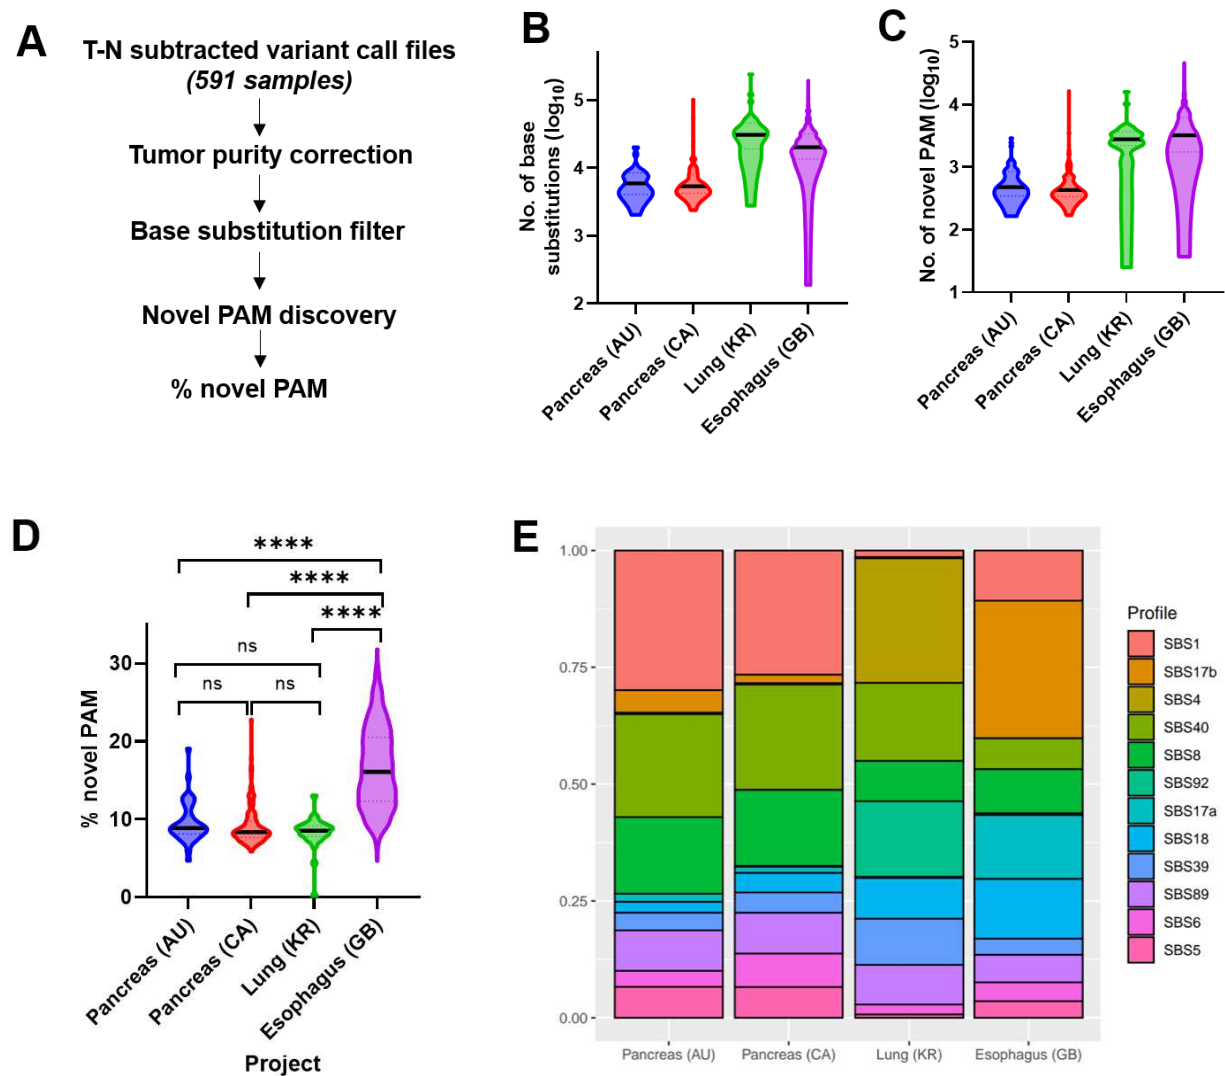 A
T-N subtracted variant call files
(591 samples)
Tumor purity correction
Base substitution filter
Novel PAM discovery
% novel PAM
B
No. of base
substitutions (log10)
5
4
3
2
Pancreas (AU)
Pancreas (CA)
Lung (KR)
Esophagus (GB)
C
No. of novel PAM (log10)
5
4
3
2
1
Pancreas (AU)
Pancreas (CA)
Lung (KR)
Esophagus (GB)
D
****
****
****
ns
ns
ns
% novel PAM
30
20
10
0
Pancreas (AU)
Pancreas (CA)
Lung (KR)
Esophagus (GB)
Project
E
1.00
0.75
0.50
0.25
0.00
Pancreas (AU)
Pancreas (CA)
Lung (KR)
Esophagus (GB)
Profile
SBS1
SBS17b
SBS4
SBS40
SBS8
SBS92
SBS17a
SBS18
SBS39
SBS89
SBS6
SBS5